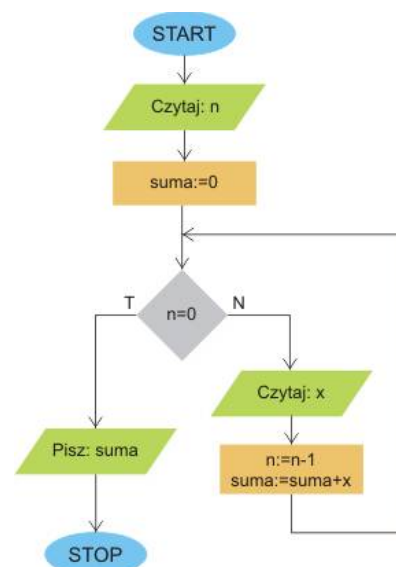 START
Czytaj: n
suma:=0
n=0
T
N
Czytaj: x
Pisz: suma
n:=n-1
suma:=suma+x
STOP